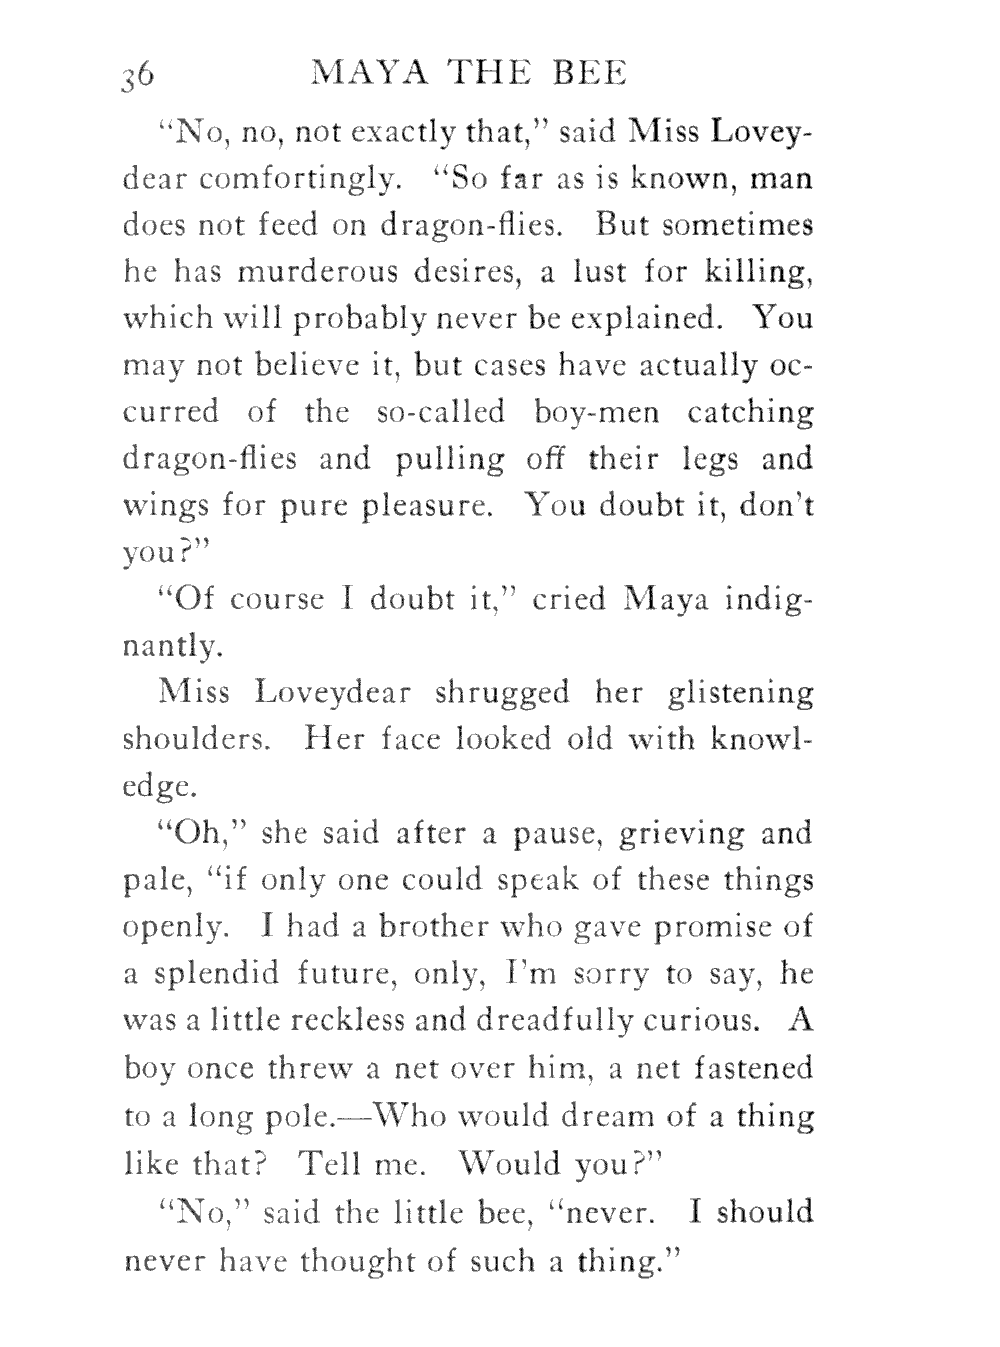 36 MAYA THE BEE
“No, no, not exactly that,” said Miss Lovey-
dear comfortingly. “So far as is known, man
does not feed on dragon-flies. But sometimes
he has murderous desires, a lust for killing,
which will probably never be explained. You
may not believe it, but cases have actually oc-
curred of the so-called boy-men catching
dragon-flies and pulling off their legs and
wings for pure pleasure. You doubt it, don’t
you?”
“Of course I doubt it,” cried Maya indig-
nantly.
Miss Loveydear shrugged her glistening
shoulders. Her face looked old with knowl-
edge.
“Oh,” she said after a pause, grieving and
pale, “if only one could speak of these things
openly. I had a brother who gave promise of
a splendid future, only, I’m sorry to say, he
was a little reckless and dreadfully curious. A
boy once threw a net over him, a net fastened
to a long pole.—Who would dream of a thing
like that? Tell me. Would you?”
“No,” said the little bee, “never. I should
never have thought of such a thing.”